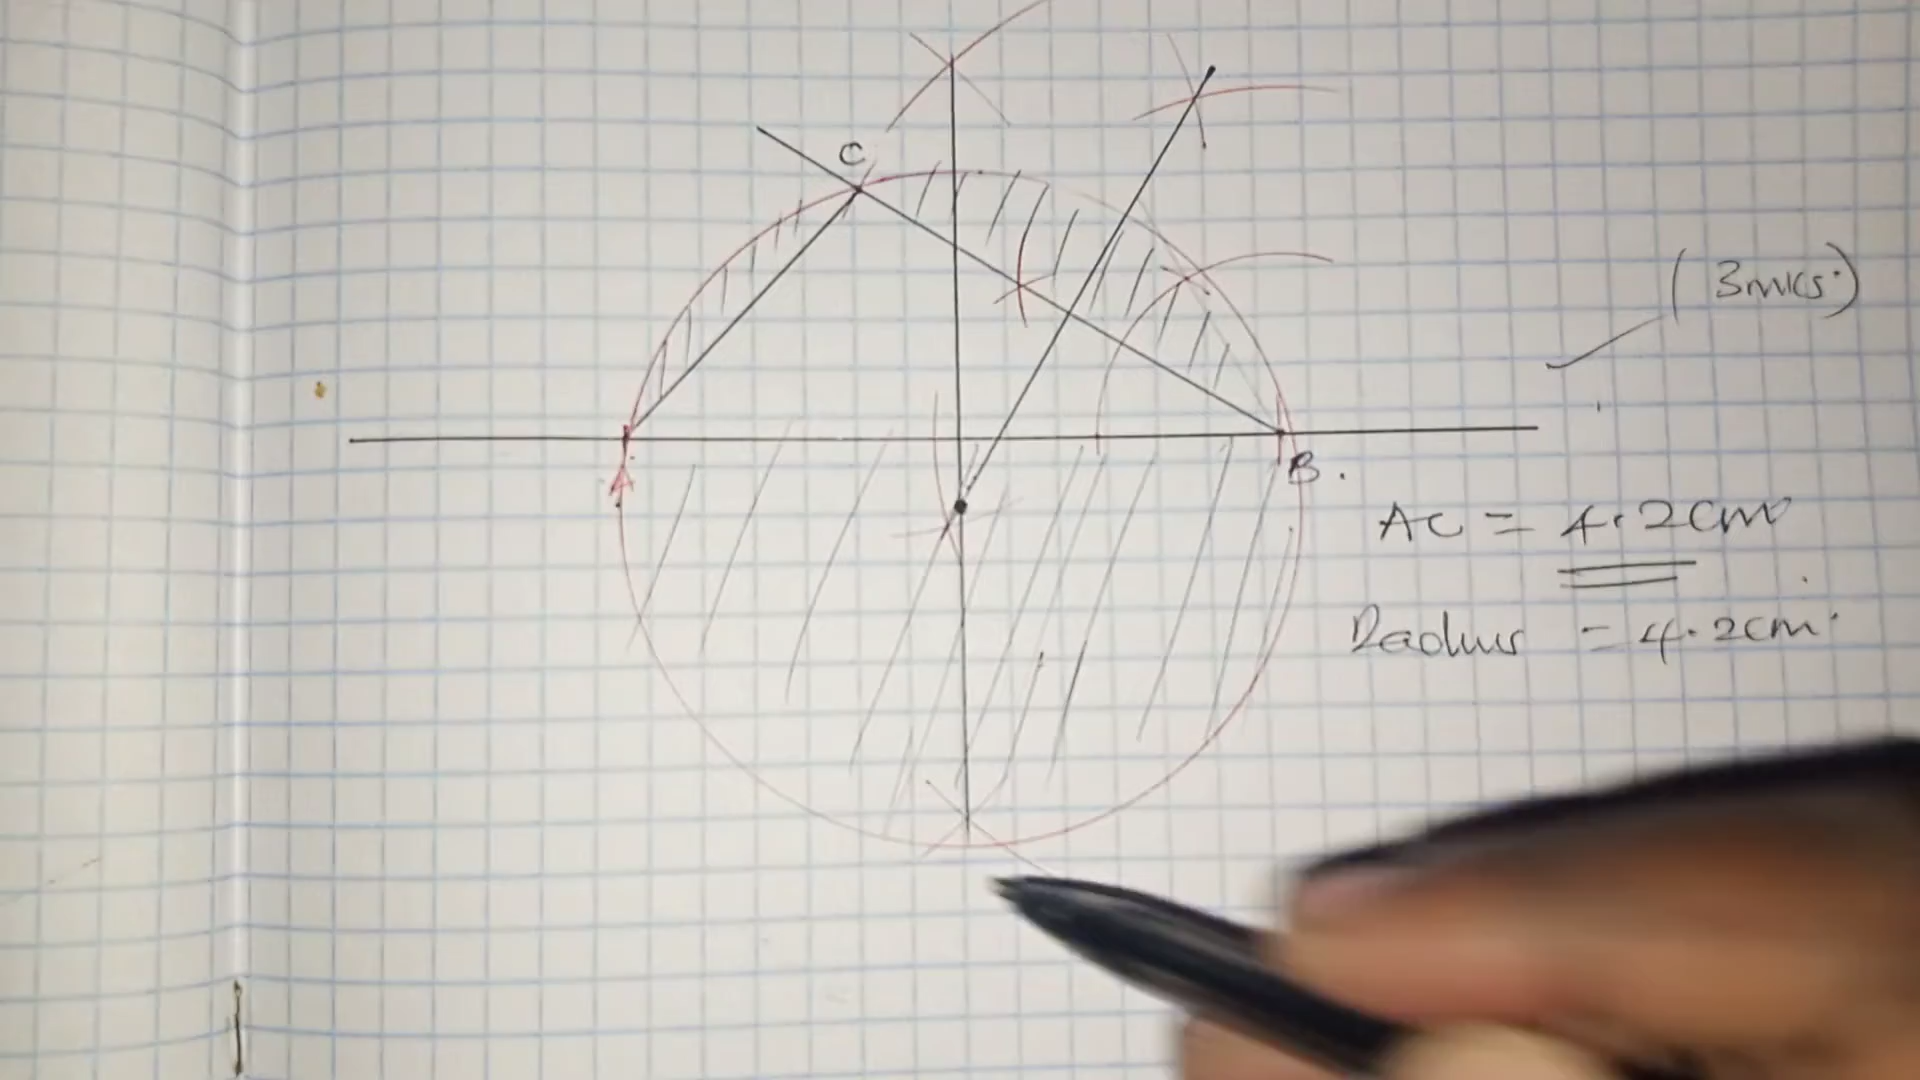 C
(3mks.)
A
B.
AC = 4.2cm
Radius = 4.2cm.